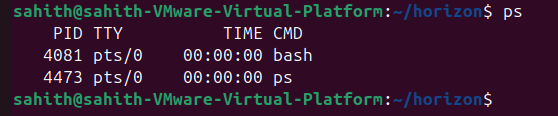 sahith@sahith-VMware-Virtual-Platform:~/horizon$ ps
    PID TTY          TIME CMD
   4081 pts/0    00:00:00 bash
   4473 pts/0    00:00:00 ps
sahith@sahith-VMware-Virtual-Platform:~/horizon$